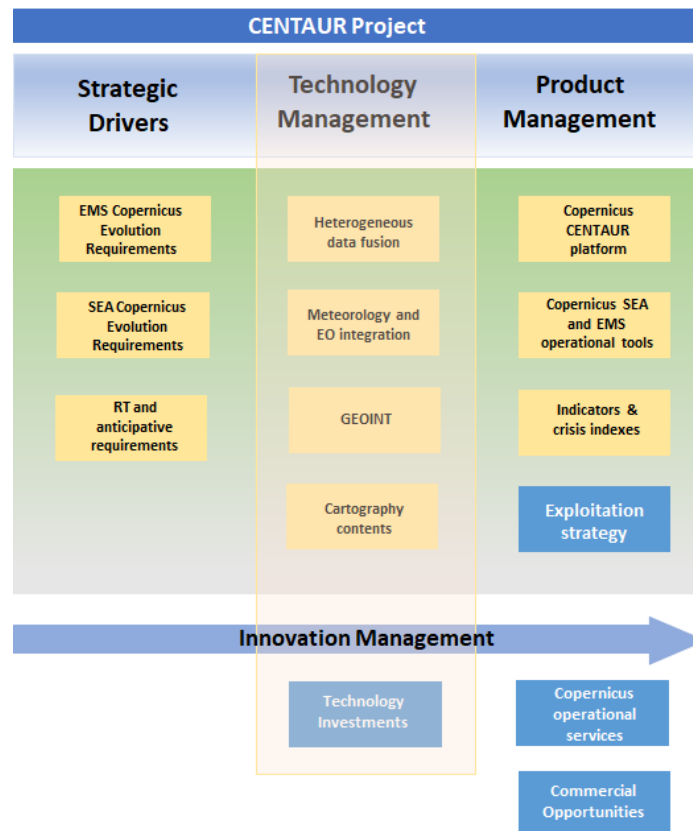 CENTAUR Project
Strategic
Drivers
Technology
Management
Product
Management
EMS Copernicus
Evolution
Requirements
Heterogeneous
data fusion
Copernicus
CENTAUR
platform
SEA Copernicus
Evolution
Requirements
Meteorology and
EO integration
Copernicus SEA
and EMS
operational tools
RT and
anticipative
requirements
GEOINT
Indicators &
crisis indexes
Cartography
contents
Exploitation
strategy
Innovation Management
Technology
Investments
Copernicus
operational
services
Commercial
Opportunities